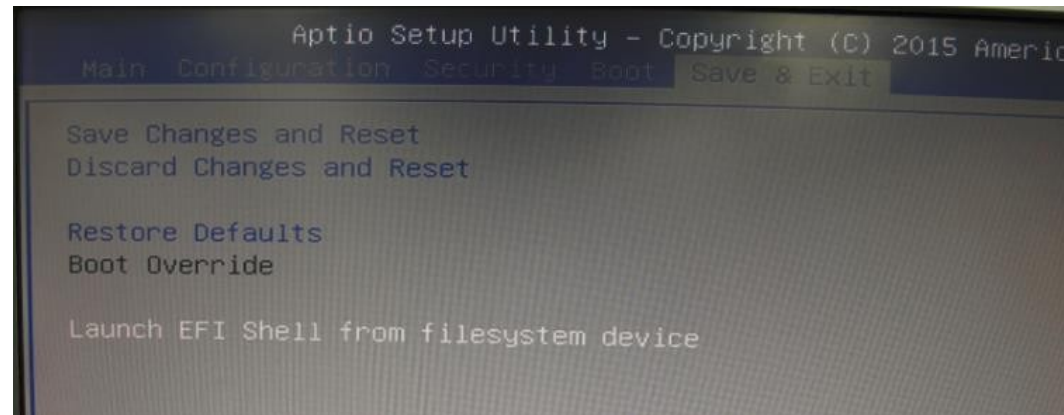 Aptio Setup Utility – Copyright (C) 2015 Americ
Main Configuration Security Boot Save & Exit
Save Changes and Reset
Discard Changes and Reset
Restore Defaults
Boot Override
Launch EFI Shell from filesystem device